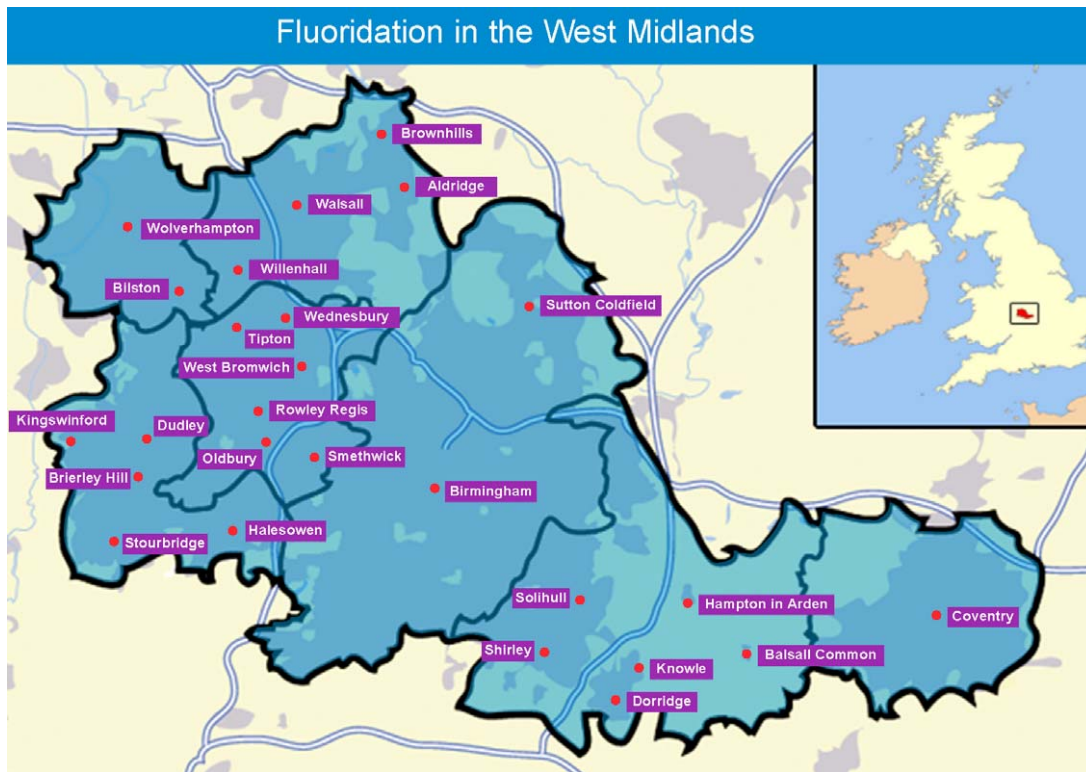 Fluoridation in the West Midlands
Brownhills
Aldridge
Walsall
Wolverhampton
Willenhall
Bilston
Sutton Coldfield
Wednesbury
Tipton
West Bromwich
Rowley Regis
Kingswinford
Dudley
Oldbury
Smethwick
Brierley Hill
Birmingham
Halesowen
Stourbridge
Solihull
Hampton in Arden
Coventry
Shirley
Balsall Common
Knowle
Dorridge